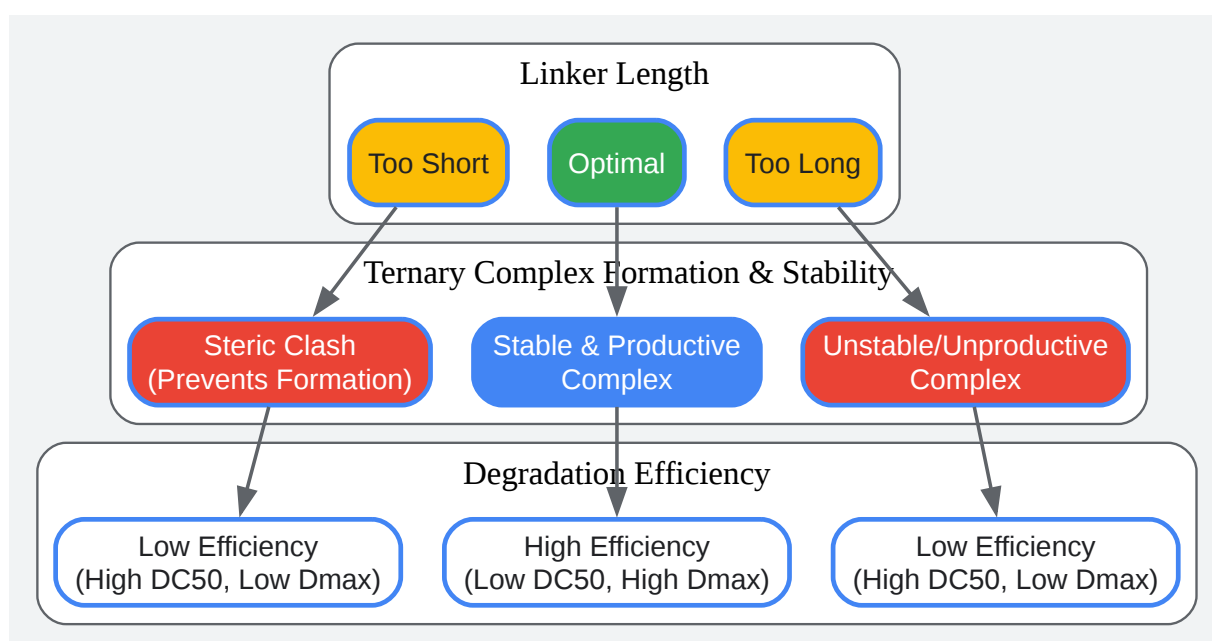 Linker Length
Too Short
Optimal
Too Long
Ternary Complex Formation & Stability
Steric Clash
(Prevents Formation)
Stable & Productive
Complex
Unstable/Unproductive
Complex
Degradation Efficiency
Low Efficiency
(High DC50, Low Dmax)
High Efficiency
(Low DC50, High Dmax)
Low Efficiency
(High DC50, Low Dmax)